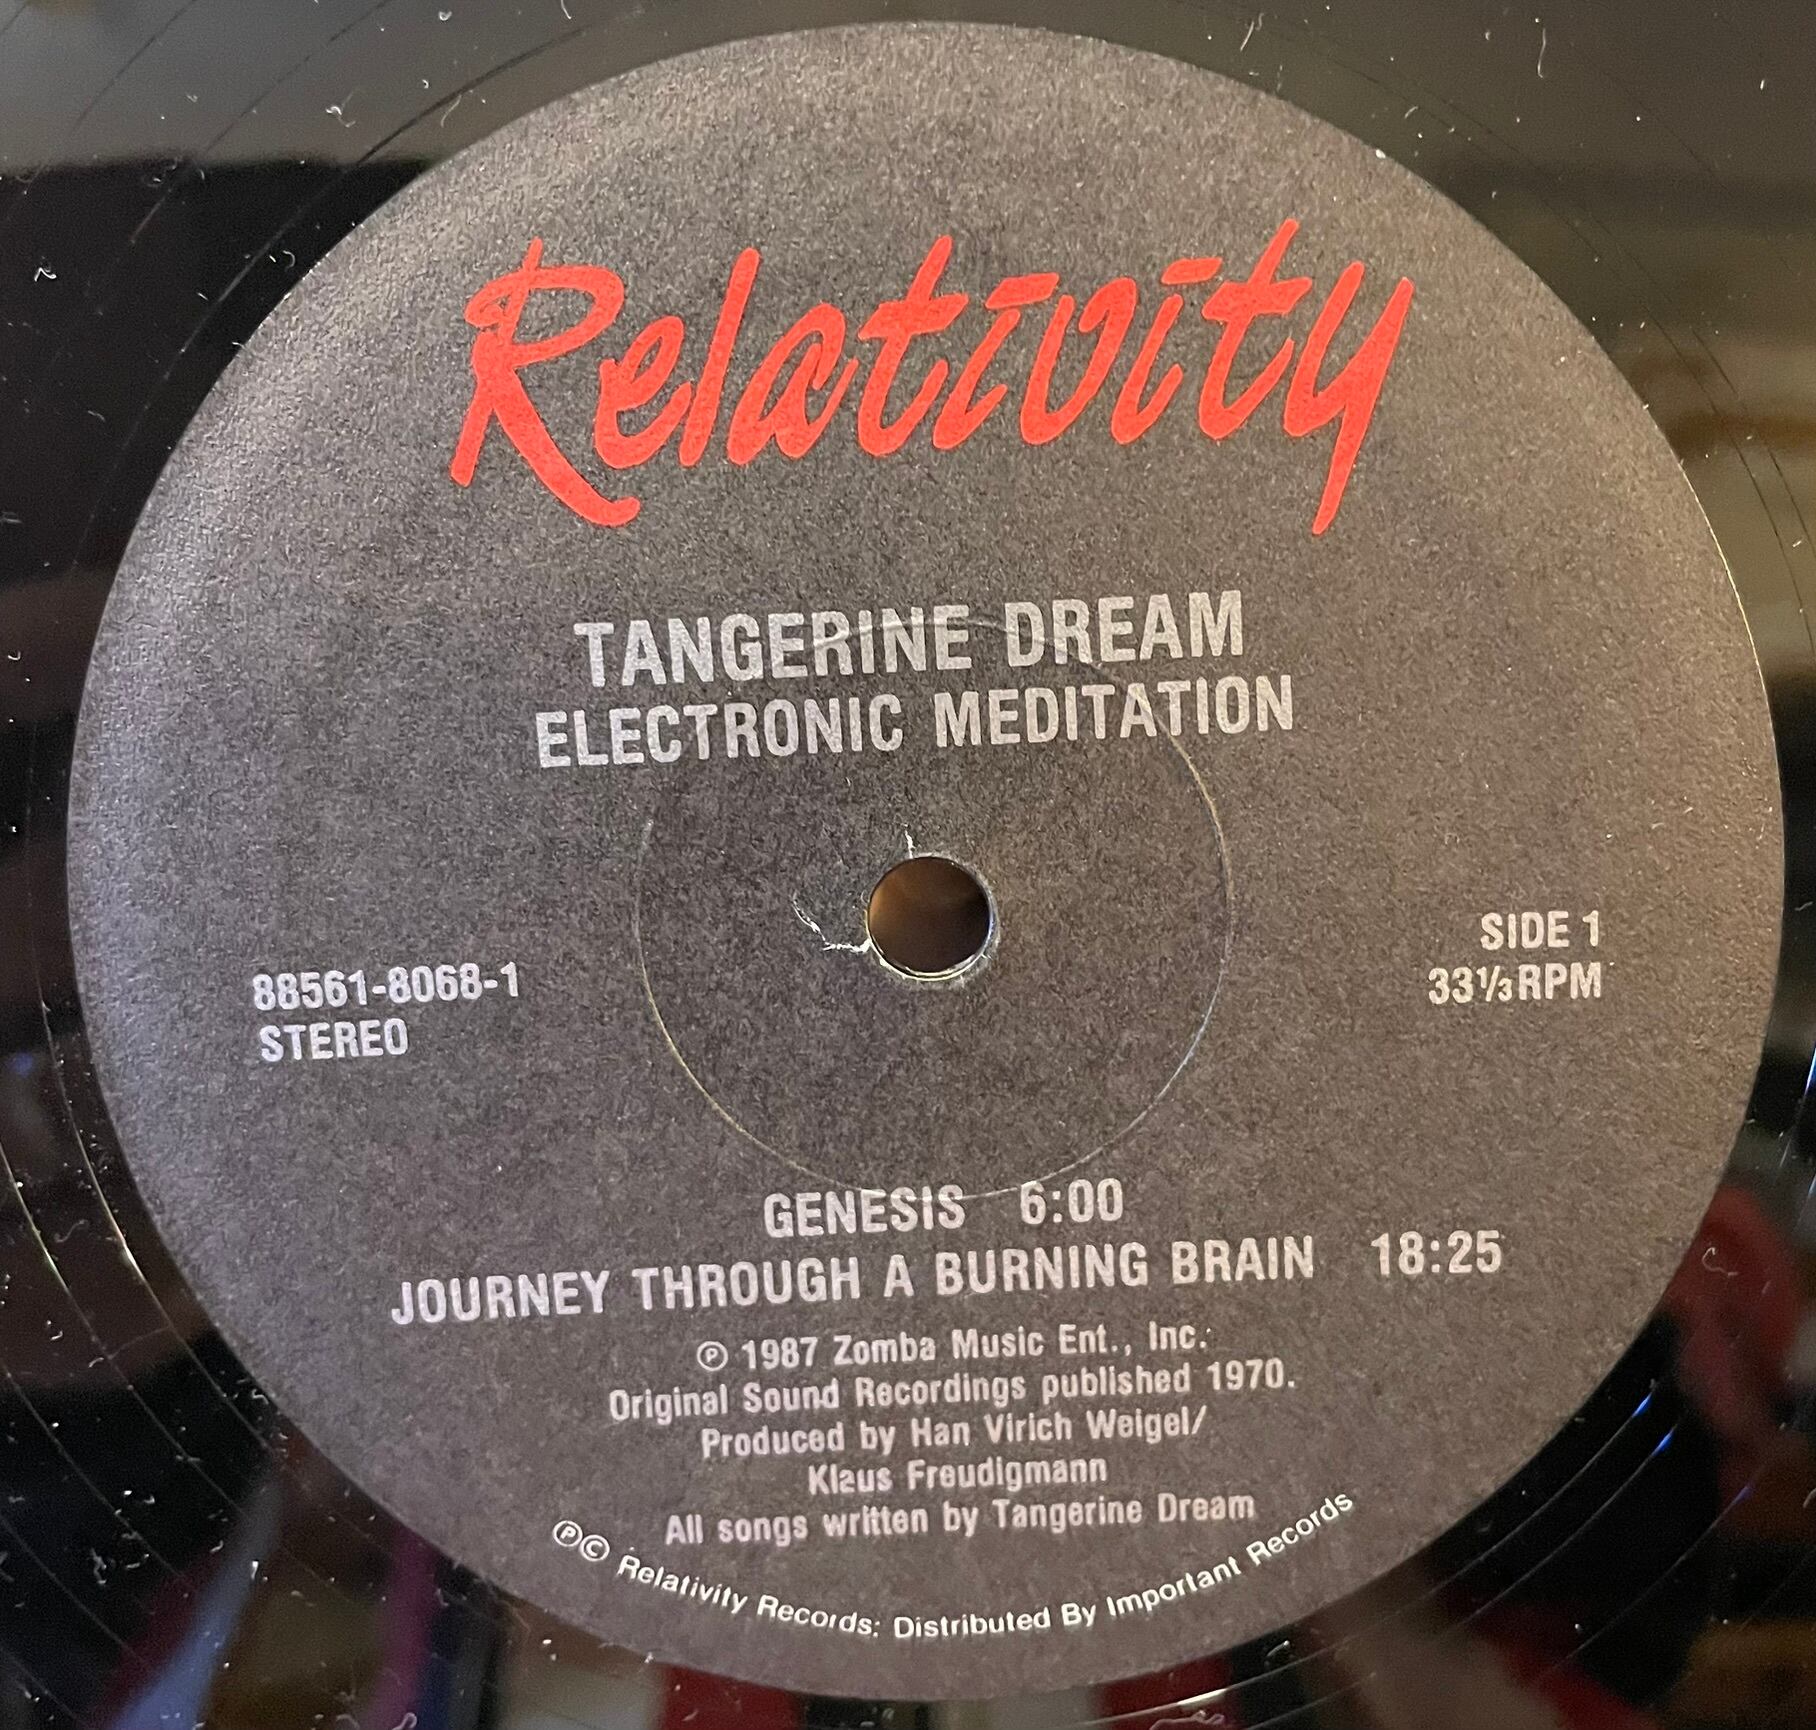 Relativity
TANGERINE DREAM
ELECTRONIC MEDITATION
88561-8068-1
STEREO
SIDE 1
33⅓ RPM
GENESIS 6:00
JOURNEY THROUGH A BURNING BRAIN 18:25
℗ 1987 Zomba Music Ent., Inc.
Original Sound Recordings published 1970.
Produced by Han Virich Weigel/
Klaus Freudigmann
All songs written by Tangerine Dream
℗© Relativity Records: Distributed By Important Records